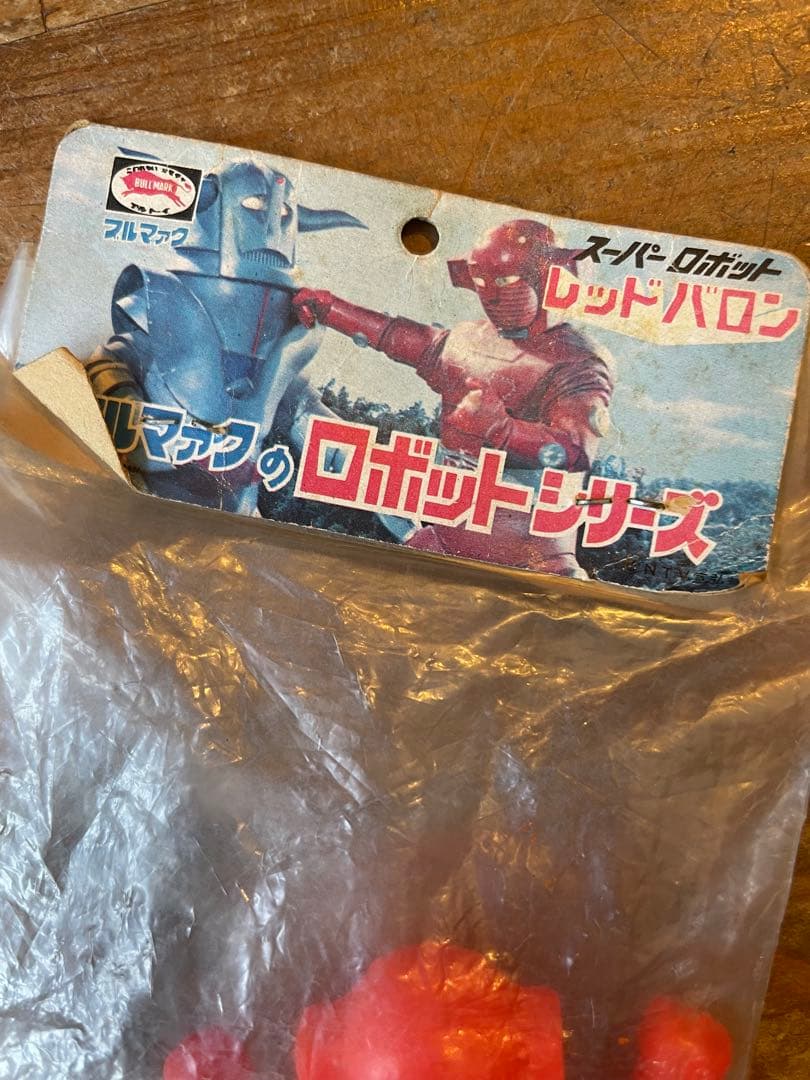 BULLMARK
ブルマァク
スーパーロボット
レッドバロン
ルマァクの ロボットシリーズ
NTV